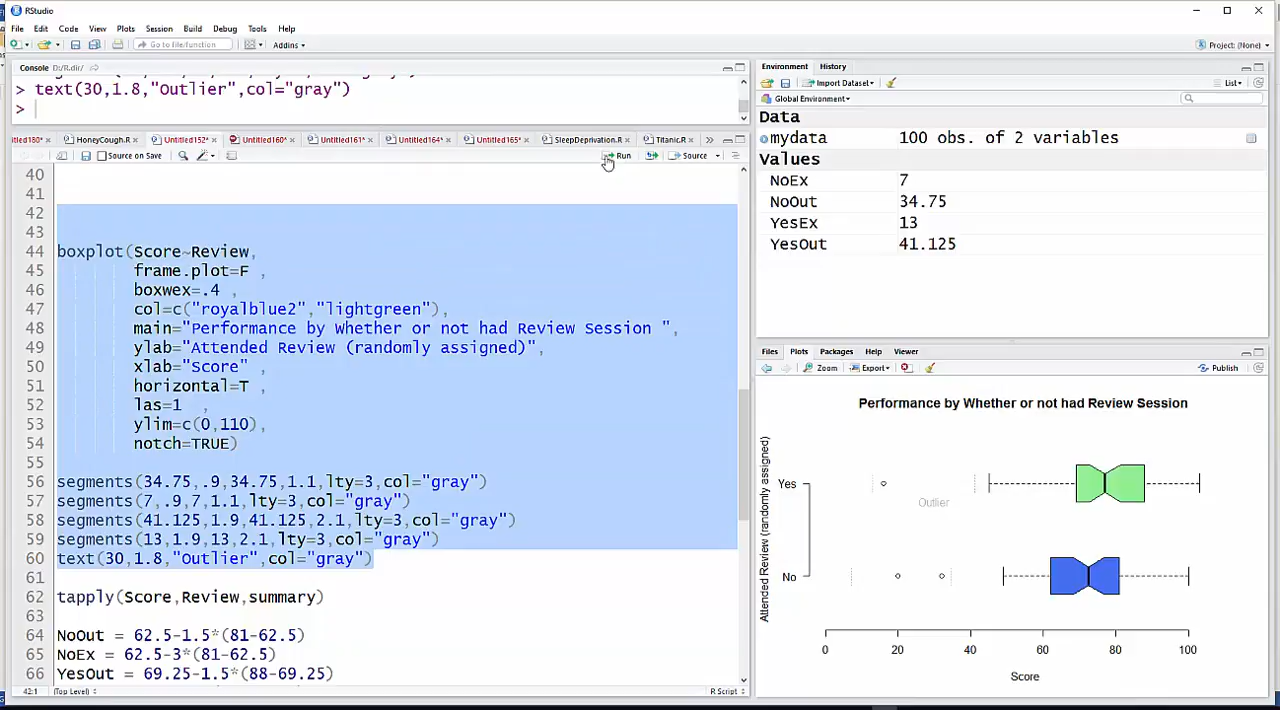 RStudio
File Edit Code View Plots Session Build Debug Tools Help
Go to file/function Addins
Project: (None)
Console D:/R.dir/
> text(30,1.8,"Outlier",col="gray")
>
HoneyCough.R Untitled152* Untitled160* Untitled161* Untitled164* Untitled165* SleepDeprivation.R Titanic.R
Source on Save Run Source
40
41
42
43
44 boxplot(Score~Review,
45 frame.plot=F ,
46 boxwex=.4 ,
47 col=c("royalblue2","lightgreen"),
48 main="Performance by Whether or not had Review Session ",
49 ylab="Attended Review (randomly assigned)",
50 xlab="Score" ,
51 horizontal=T ,
52 las=1 ,
53 ylim=c(0,110),
54 notch=TRUE)
55
56 segments(34.75,.9,34.75,1.1,lty=3,col="gray")
57 segments(7,.9,7,1.1,lty=3,col="gray")
58 segments(41.125,1.9,41.125,2.1,lty=3,col="gray")
59 segments(13,1.9,13,2.1,lty=3,col="gray")
60 text(30,1.8,"Outlier",col="gray")
61
62 tapply(Score,Review,summary)
63
64 NoOut = 62.5-1.5*(81-62.5)
65 NoEx = 62.5-3*(81-62.5)
66 YesOut = 69.25-1.5*(88-69.25)
42:1 (Top Level) R Script
Environment History
Import Dataset List
Global Environment
Data
mydata 100 obs. of 2 variables
Values
NoEx 7
NoOut 34.75
YesEx 13
YesOut 41.125
Files Plots Packages Help Viewer
Zoom Export Publish
Performance by Whether or not had Review Session
Attended Review (randomly assigned)
Yes
Outlier
No
0 20 40 60 80 100
Score